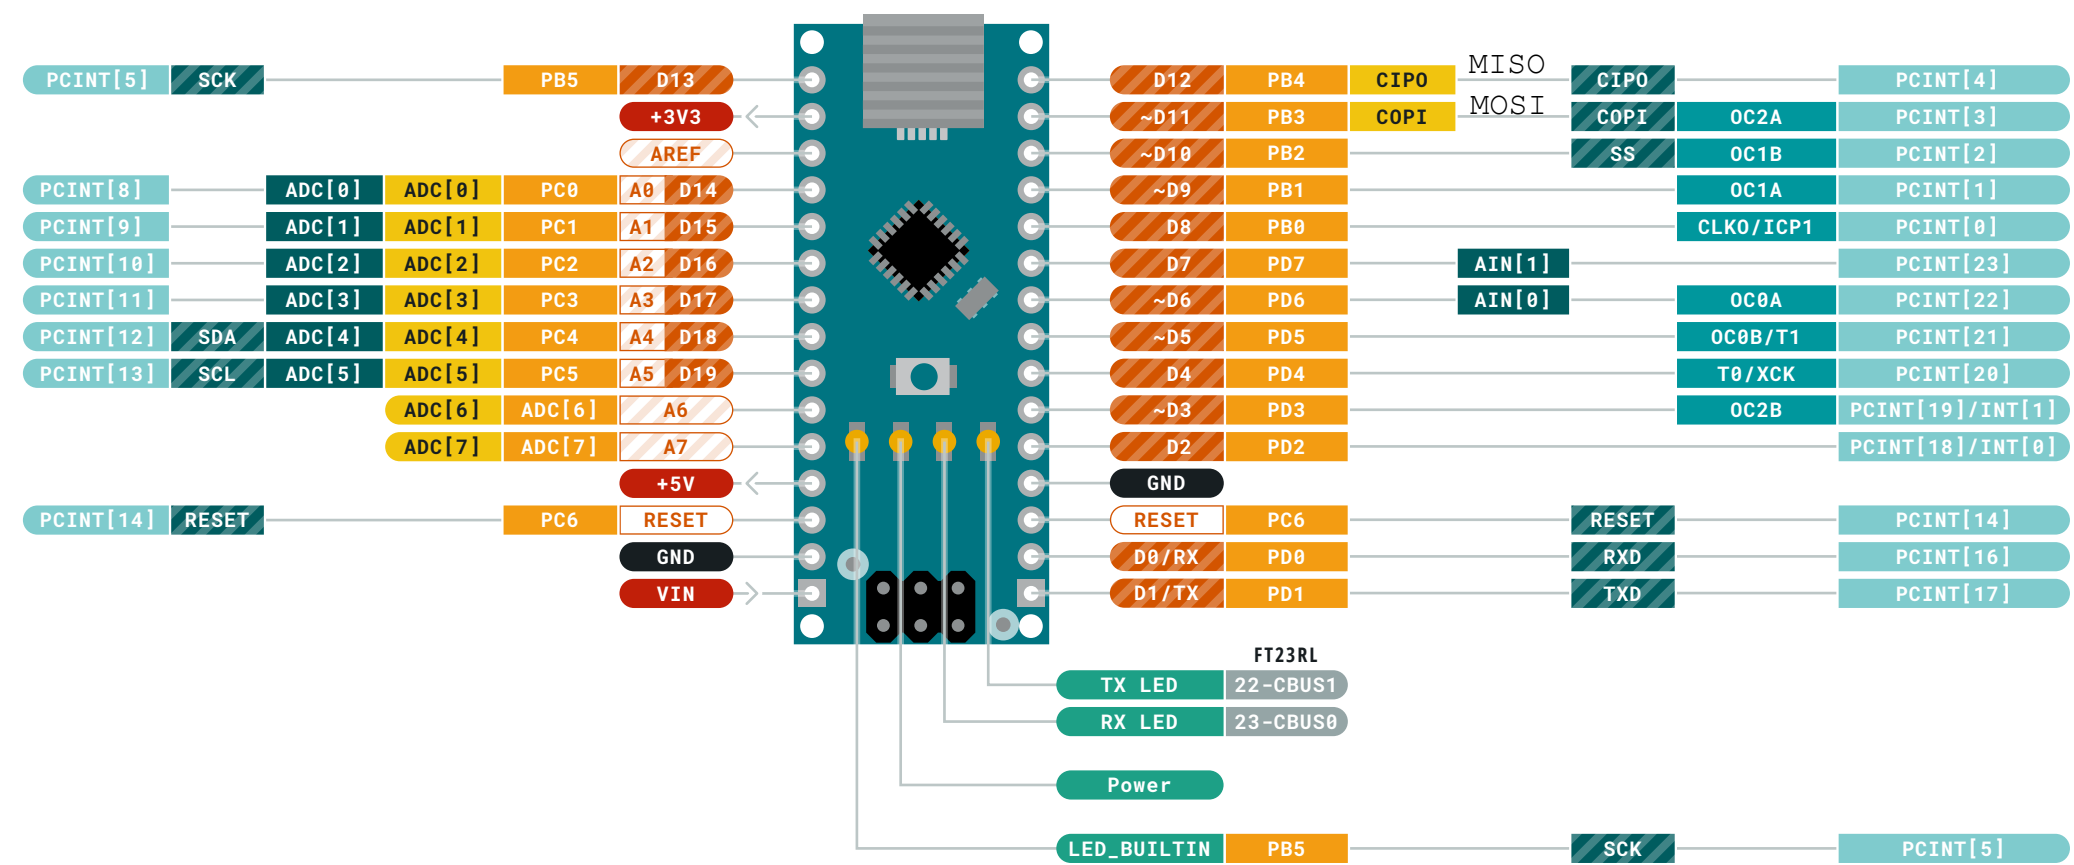 MISO
PCINT[5] SCK PB5 D13 D12 PB4 CIPO CIPO PCINT[4]
MOSI
+3V3 ~D11 PB3 COPI COPI OC2A PCINT[3]
AREF ~D10 PB2 SS OC1B PCINT[2]
PCINT[8] ADC[0] ADC[0] PC0 A0 D14 ~D9 PB1 OC1A PCINT[1]
PCINT[9] ADC[1] ADC[1] PC1 A1 D15 D8 PB0 CLKO/ICP1 PCINT[0]
PCINT[10] ADC[2] ADC[2] PC2 A2 D16 D7 PD7 AIN[1] PCINT[23]
PCINT[11] ADC[3] ADC[3] PC3 A3 D17 ~D6 PD6 AIN[0] OC0A PCINT[22]
PCINT[12] SDA ADC[4] ADC[4] PC4 A4 D18 ~D5 PD5 OC0B/T1 PCINT[21]
PCINT[13] SCL ADC[5] ADC[5] PC5 A5 D19 D4 PD4 T0/XCK PCINT[20]
ADC[6] ADC[6] A6 ~D3 PD3 OC2B PCINT[19]/INT[1]
ADC[7] ADC[7] A7 D2 PD2 PCINT[18]/INT[0]
+5V GND
PCINT[14] RESET PC6 RESET RESET PC6 RESET PCINT[14]
GND D0/RX PD0 RXD PCINT[16]
VIN D1/TX PD1 TXD PCINT[17]
FT23RL
TX LED 22-CBUS1
RX LED 23-CBUS0
Power
LED_BUILTIN PB5 SCK PCINT[5]